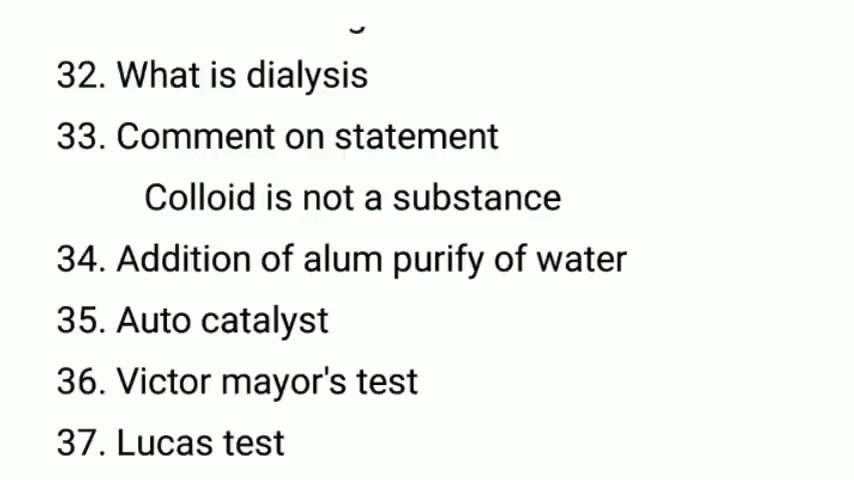 32. What is dialysis
33. Comment on statement
Colloid is not a substance
34. Addition of alum purify of water
35. Auto catalyst
36. Victor mayor's test
37. Lucas test